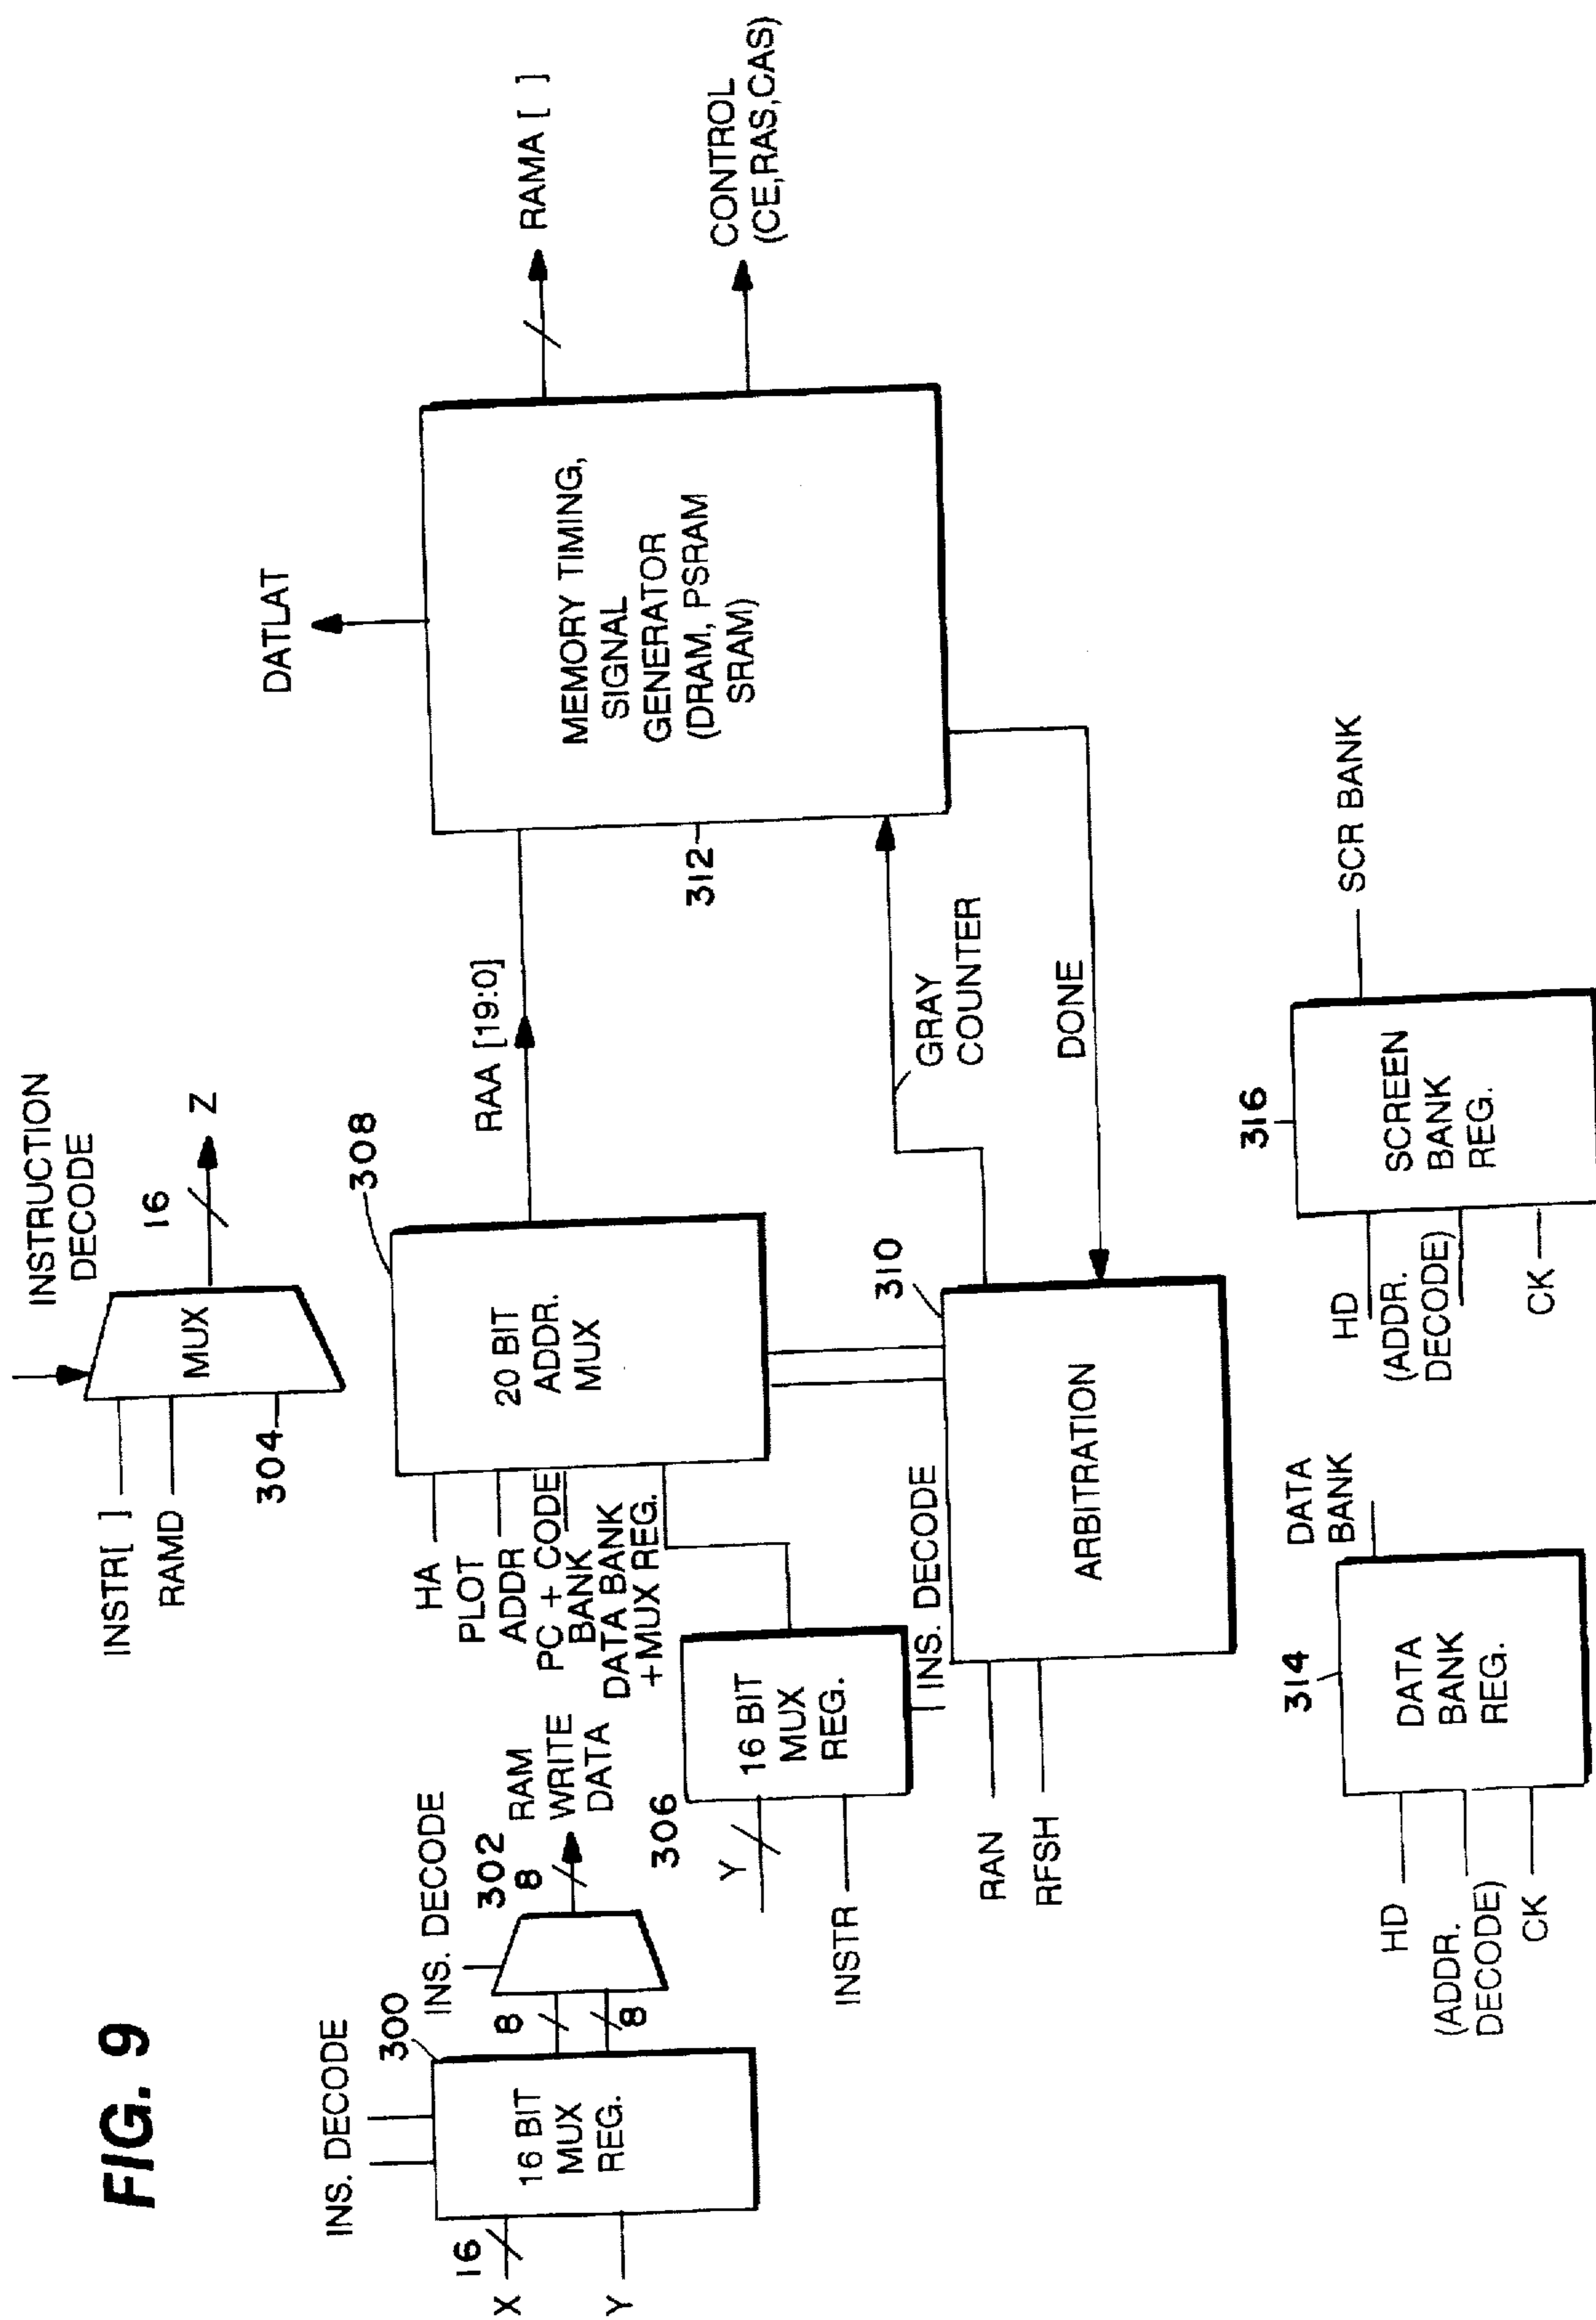 FIG. 9
INS. DECODE
300
16 BIT
MUX
REG.
16
X
Y
8
8
INS. DECODE
302
8
RAM
WRITE
DATA
INSTRUCTION
DECODE
INSTR[ ]
RAMD
304
MUX
16
Z
306
16 BIT
MUX
REG.
Y
INSTR
INS. DECODE
308
20 BIT
ADDR.
MUX
HA
PLOT
ADDR
PC + CODE
BANK
DATA BANK
+MUX REG.
RAA [19:0]
310
ARBITRATION
RAN
RFSH
GRAY
COUNTER
DONE
312
MEMORY TIMING,
SIGNAL
GENERATOR
(DRAM, PSRAM
SRAM)
DATLAT
RAMA [ ]
CONTROL
(CE,RAS,CAS)
314
DATA
BANK
REG.
HD
(ADDR.
DECODE)
CK
DATA
BANK
316
SCREEN
BANK
REG.
HD
(ADDR.
DECODE)
CK
SCR BANK